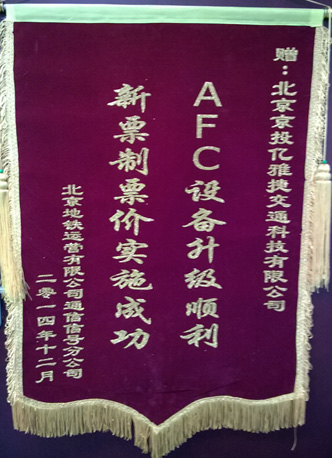 赠：北京京投亿雅捷交通科技有限公司
AFC设备升级顺利
新票制票价实施成功
北京地铁运营有限公司通信信号分公司
二零一四年十二月